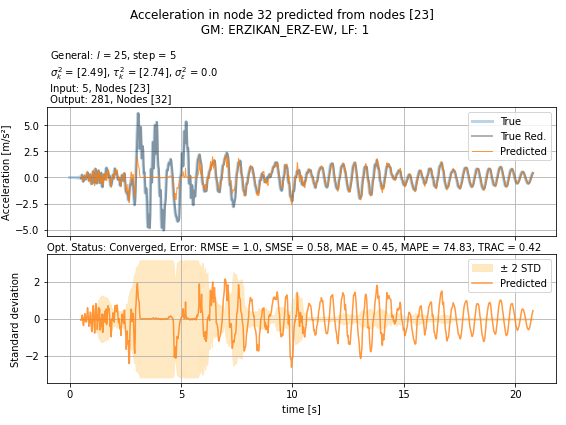 Acceleration in node 32 predicted from nodes [23]
GM: ERZIKAN_ERZ-EW, LF: 1
General: l = 25, step = 5
σ²ₖ = [2.49], τ²ₖ = [2.74], σ²ε = 0.0
Input: 5, Nodes [23]
Output: 281, Nodes [32]
Acceleration [m/s²]
5.0
2.5
0.0
−2.5
−5.0
True
True Red.
Predicted
Opt. Status: Converged, Error: RMSE = 1.0, SMSE = 0.58, MAE = 0.45, MAPE = 74.83, TRAC = 0.42
Standard deviation
2
0
−2
± 2 STD
Predicted
0 5 10 15 20
time [s]